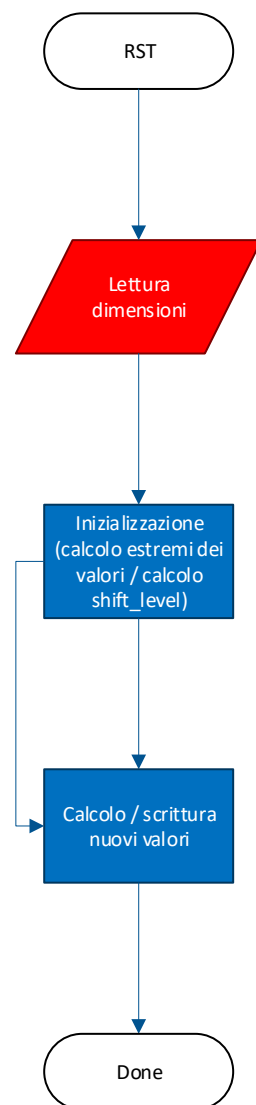 RST
Lettura
dimensioni
Inizializzazione
(calcolo estremi dei
valori / calcolo
shift_level)
Calcolo / scrittura
nuovi valori
Done